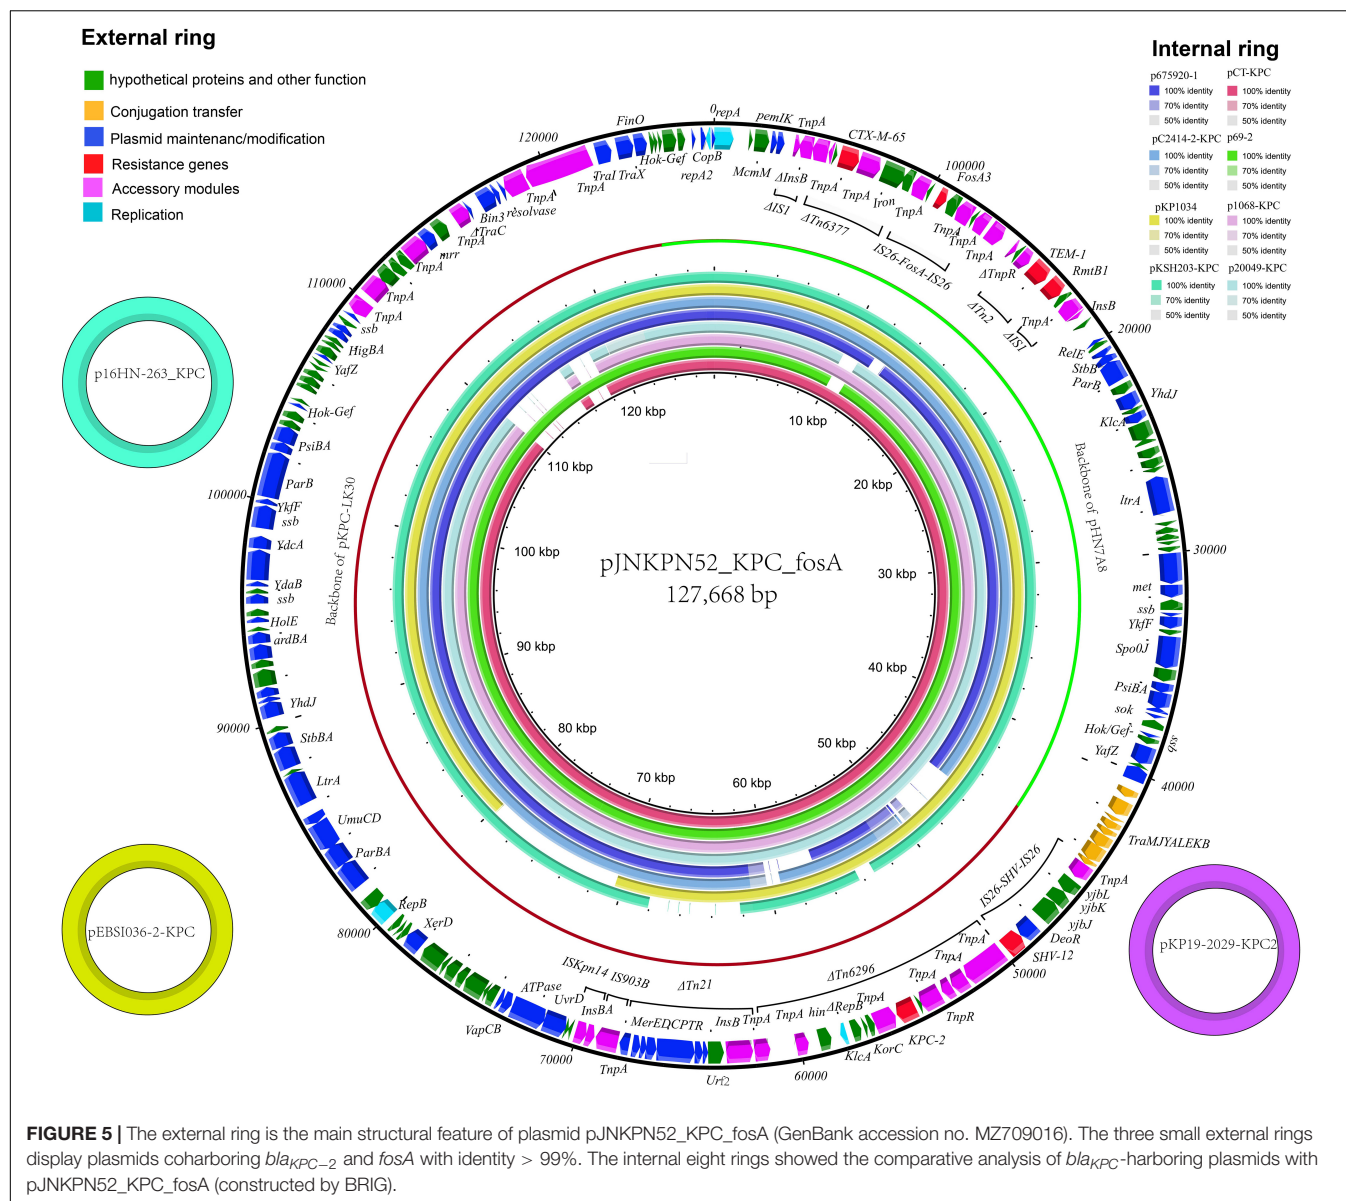 External ring
hypothetical proteins and other function
Conjugation transfer
Plasmid maintenanc/modification
Resistance genes
Accessory modules
Replication
Internal ring
p675920-1
100% identity
70% identity
50% identity
pCT-KPC
100% identity
70% identity
50% identity
pC2414-2-KPC
100% identity
70% identity
50% identity
p69-2
100% identity
70% identity
50% identity
pKP1034
100% identity
70% identity
50% identity
p1068-KPC
100% identity
70% identity
50% identity
pKSH203-KPC
100% identity
70% identity
50% identity
p20049-KPC
100% identity
70% identity
50% identity
0
repA
pemIK
TnpA
CTX-M-65
100000
FosA3
McmM
ΔInsB
TnpA
TnpA
Iron
TnpA
TnpA
TnpA
TnpA
ΔTnpR
TEM-1
RmtB1
InsB
TnpA
ΔIS1
ΔTn6377
IS26-FosA-IS26
ΔTn2
ΔIS1
20000
RelE
StbB
ParB
YhdJ
KlcA
ltrA
30000
met
ssb
YkfF
Spo0J
PsiBA
sok
Hok/Gef
ssb
YafZ
40000
TraMJYALEKB
TnpA
yjbL
yjbK
yjbJ
DeoR
SHV-12
50000
IS26-SHV-IS26
TnpA
TnpA
TnpA
TnpR
ΔTn6296
TnpA
KPC-2
KorC
ΔRepB
KlcA
hin
TnpA
60000
TnpA
InsB
Urf2
ΔTn21
MerEDCPTR
IS903B
ISKpn14
TnpA
InsBA
UvrD
70000
ATPase
VapCB
XerD
80000
RepB
ParBA
UmuCD
LtrA
StbBA
90000
YhdJ
ardBA
HolE
ssb
YdaB
YdcA
ssb
YkfF
100000
ParB
PsiBA
Hok-Gef
YafZ
HigBA
ssb
TnpA
110000
TnpA
TnpA
mrr
TnpA
ΔTraC
Bin3
resolvase
TnpA
120000
TnpA
TraI
TraX
FinO
Hok-Gef
repA2
CopB
Backbone of pKPC-LK30
Backbone of pHN7A8
10 kbp
20 kbp
30 kbp
40 kbp
50 kbp
60 kbp
70 kbp
80 kbp
90 kbp
100 kbp
110 kbp
120 kbp
pJNKPN52_KPC_fosA
127,668 bp
p16HN-263_KPC
pEBSI036-2-KPC
pKP19-2029-KPC2
FIGURE 5 | The external ring is the main structural feature of plasmid pJNKPN52_KPC_fosA (GenBank accession no. MZ709016). The three small external rings
display plasmids coharboring blaKPC−2 and fosA with identity > 99%. The internal eight rings showed the comparative analysis of blaKPC-harboring plasmids with
pJNKPN52_KPC_fosA (constructed by BRIG).